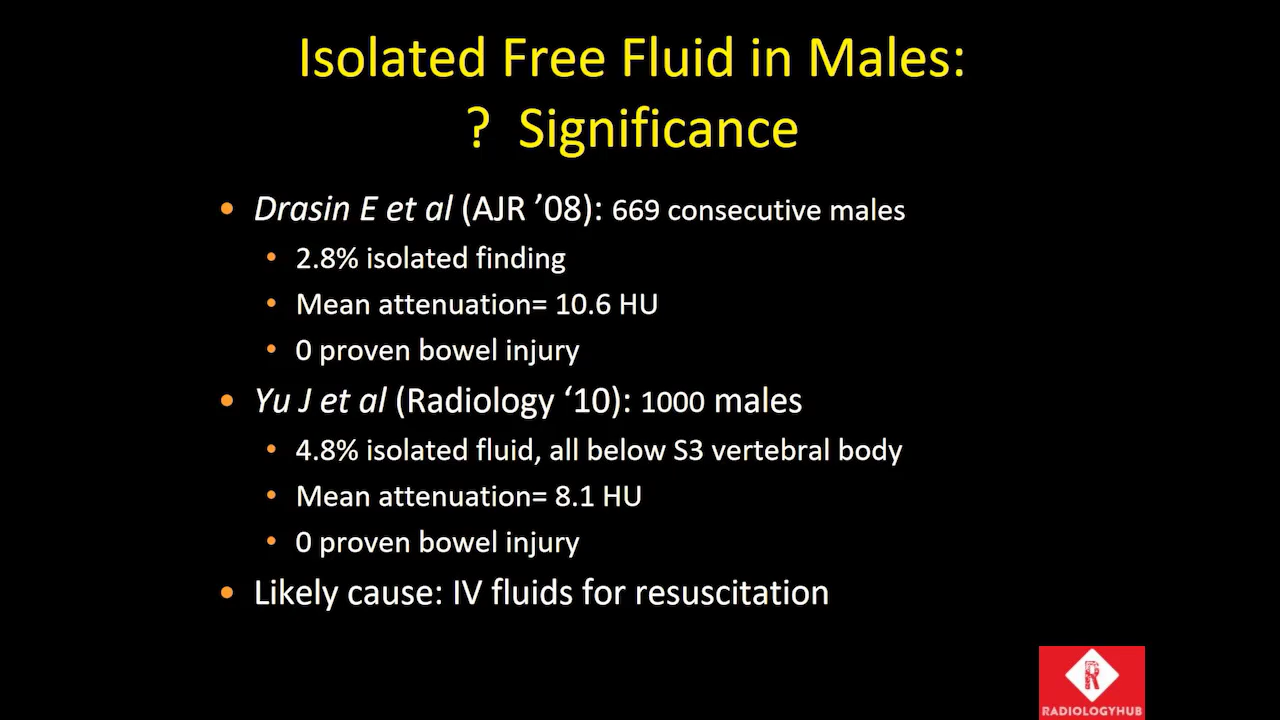 Isolated Free Fluid in Males:
? Significance
• Drasin E et al (AJR ’08): 669 consecutive males
• 2.8% isolated finding
• Mean attenuation= 10.6 HU
• 0 proven bowel injury
• Yu J et al (Radiology ‘10): 1000 males
• 4.8% isolated fluid, all below S3 vertebral body
• Mean attenuation= 8.1 HU
• 0 proven bowel injury
• Likely cause: IV fluids for resuscitation
R
RADIOLOGYHUB